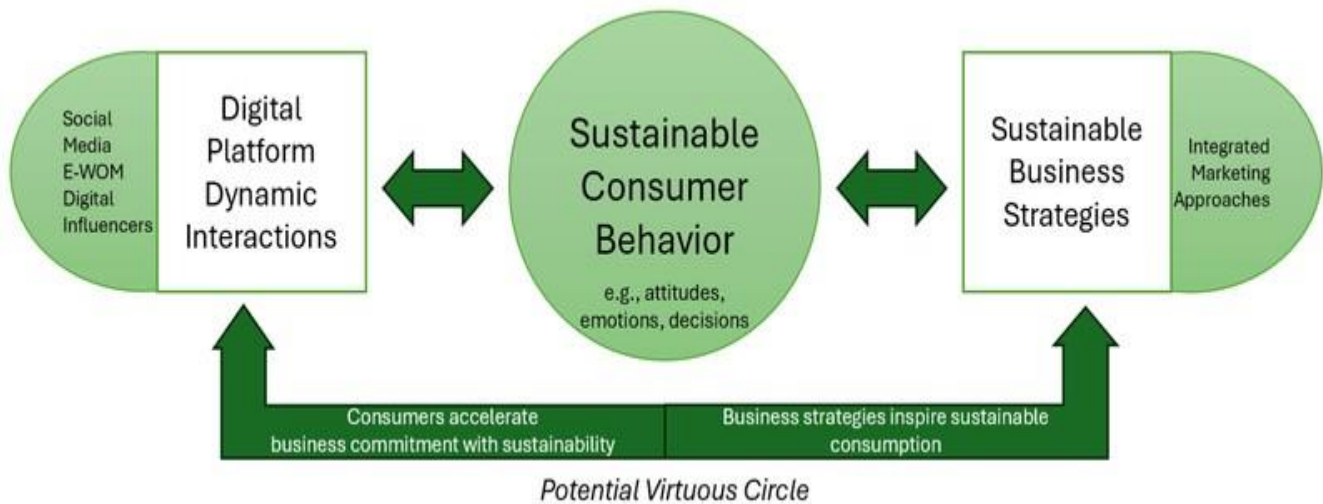 Social
Media
E-WOM
Digital
Influencers
Digital
Platform
Dynamic
Interactions
Sustainable
Consumer
Behavior
e.g., attitudes,
emotions, decisions
Sustainable
Business
Strategies
Integrated
Marketing
Approaches
Consumers accelerate
business commitment with sustainability
Business strategies inspire sustainable
consumption
Potential Virtuous Circle